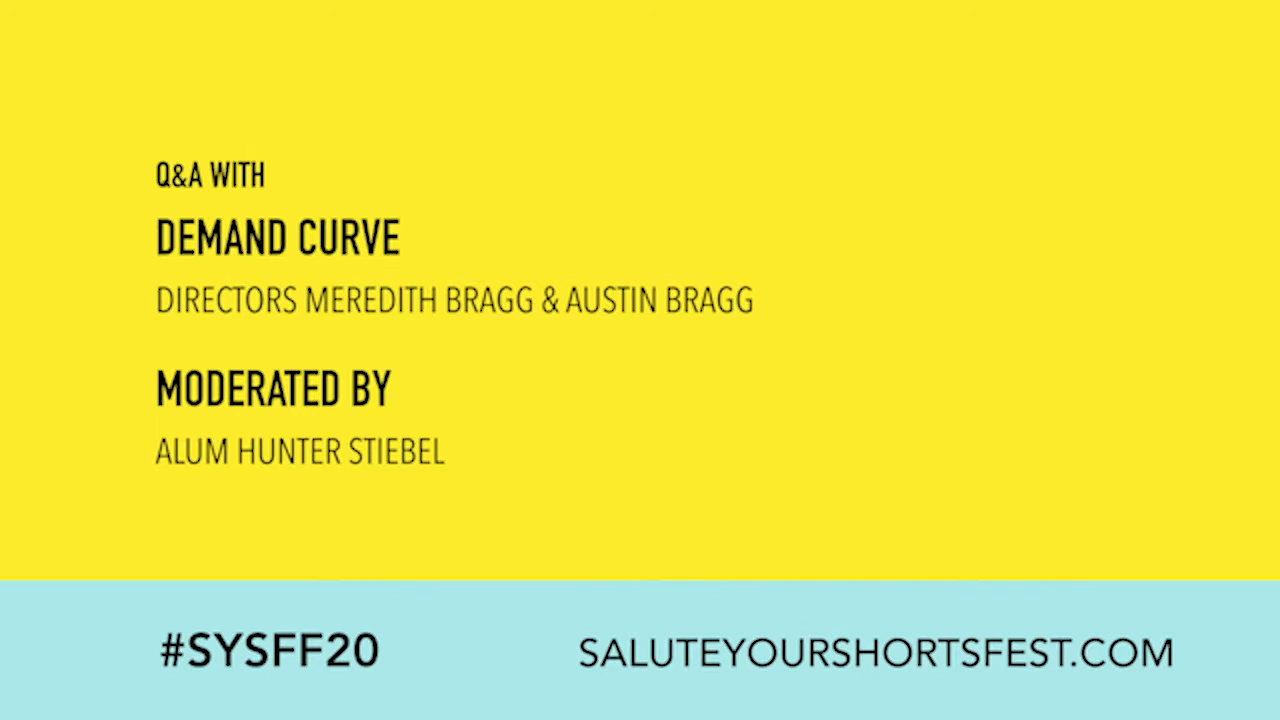 Q&A WITH
DEMAND CURVE
DIRECTORS MEREDITH BRAGG & AUSTIN BRAGG
MODERATED BY
ALUM HUNTER STIEBEL
#SYSFF20
SALUTEYOURSHORTSFEST.COM